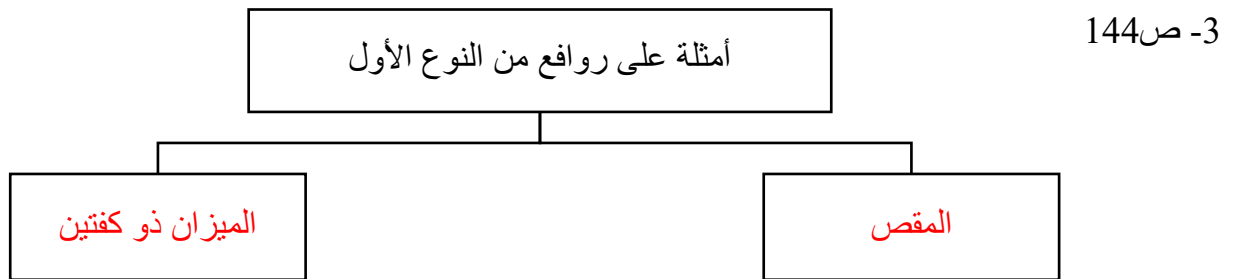 3- ص144
أمثلة على روافع من النوع الأول
المقص
الميزان ذو كفتين